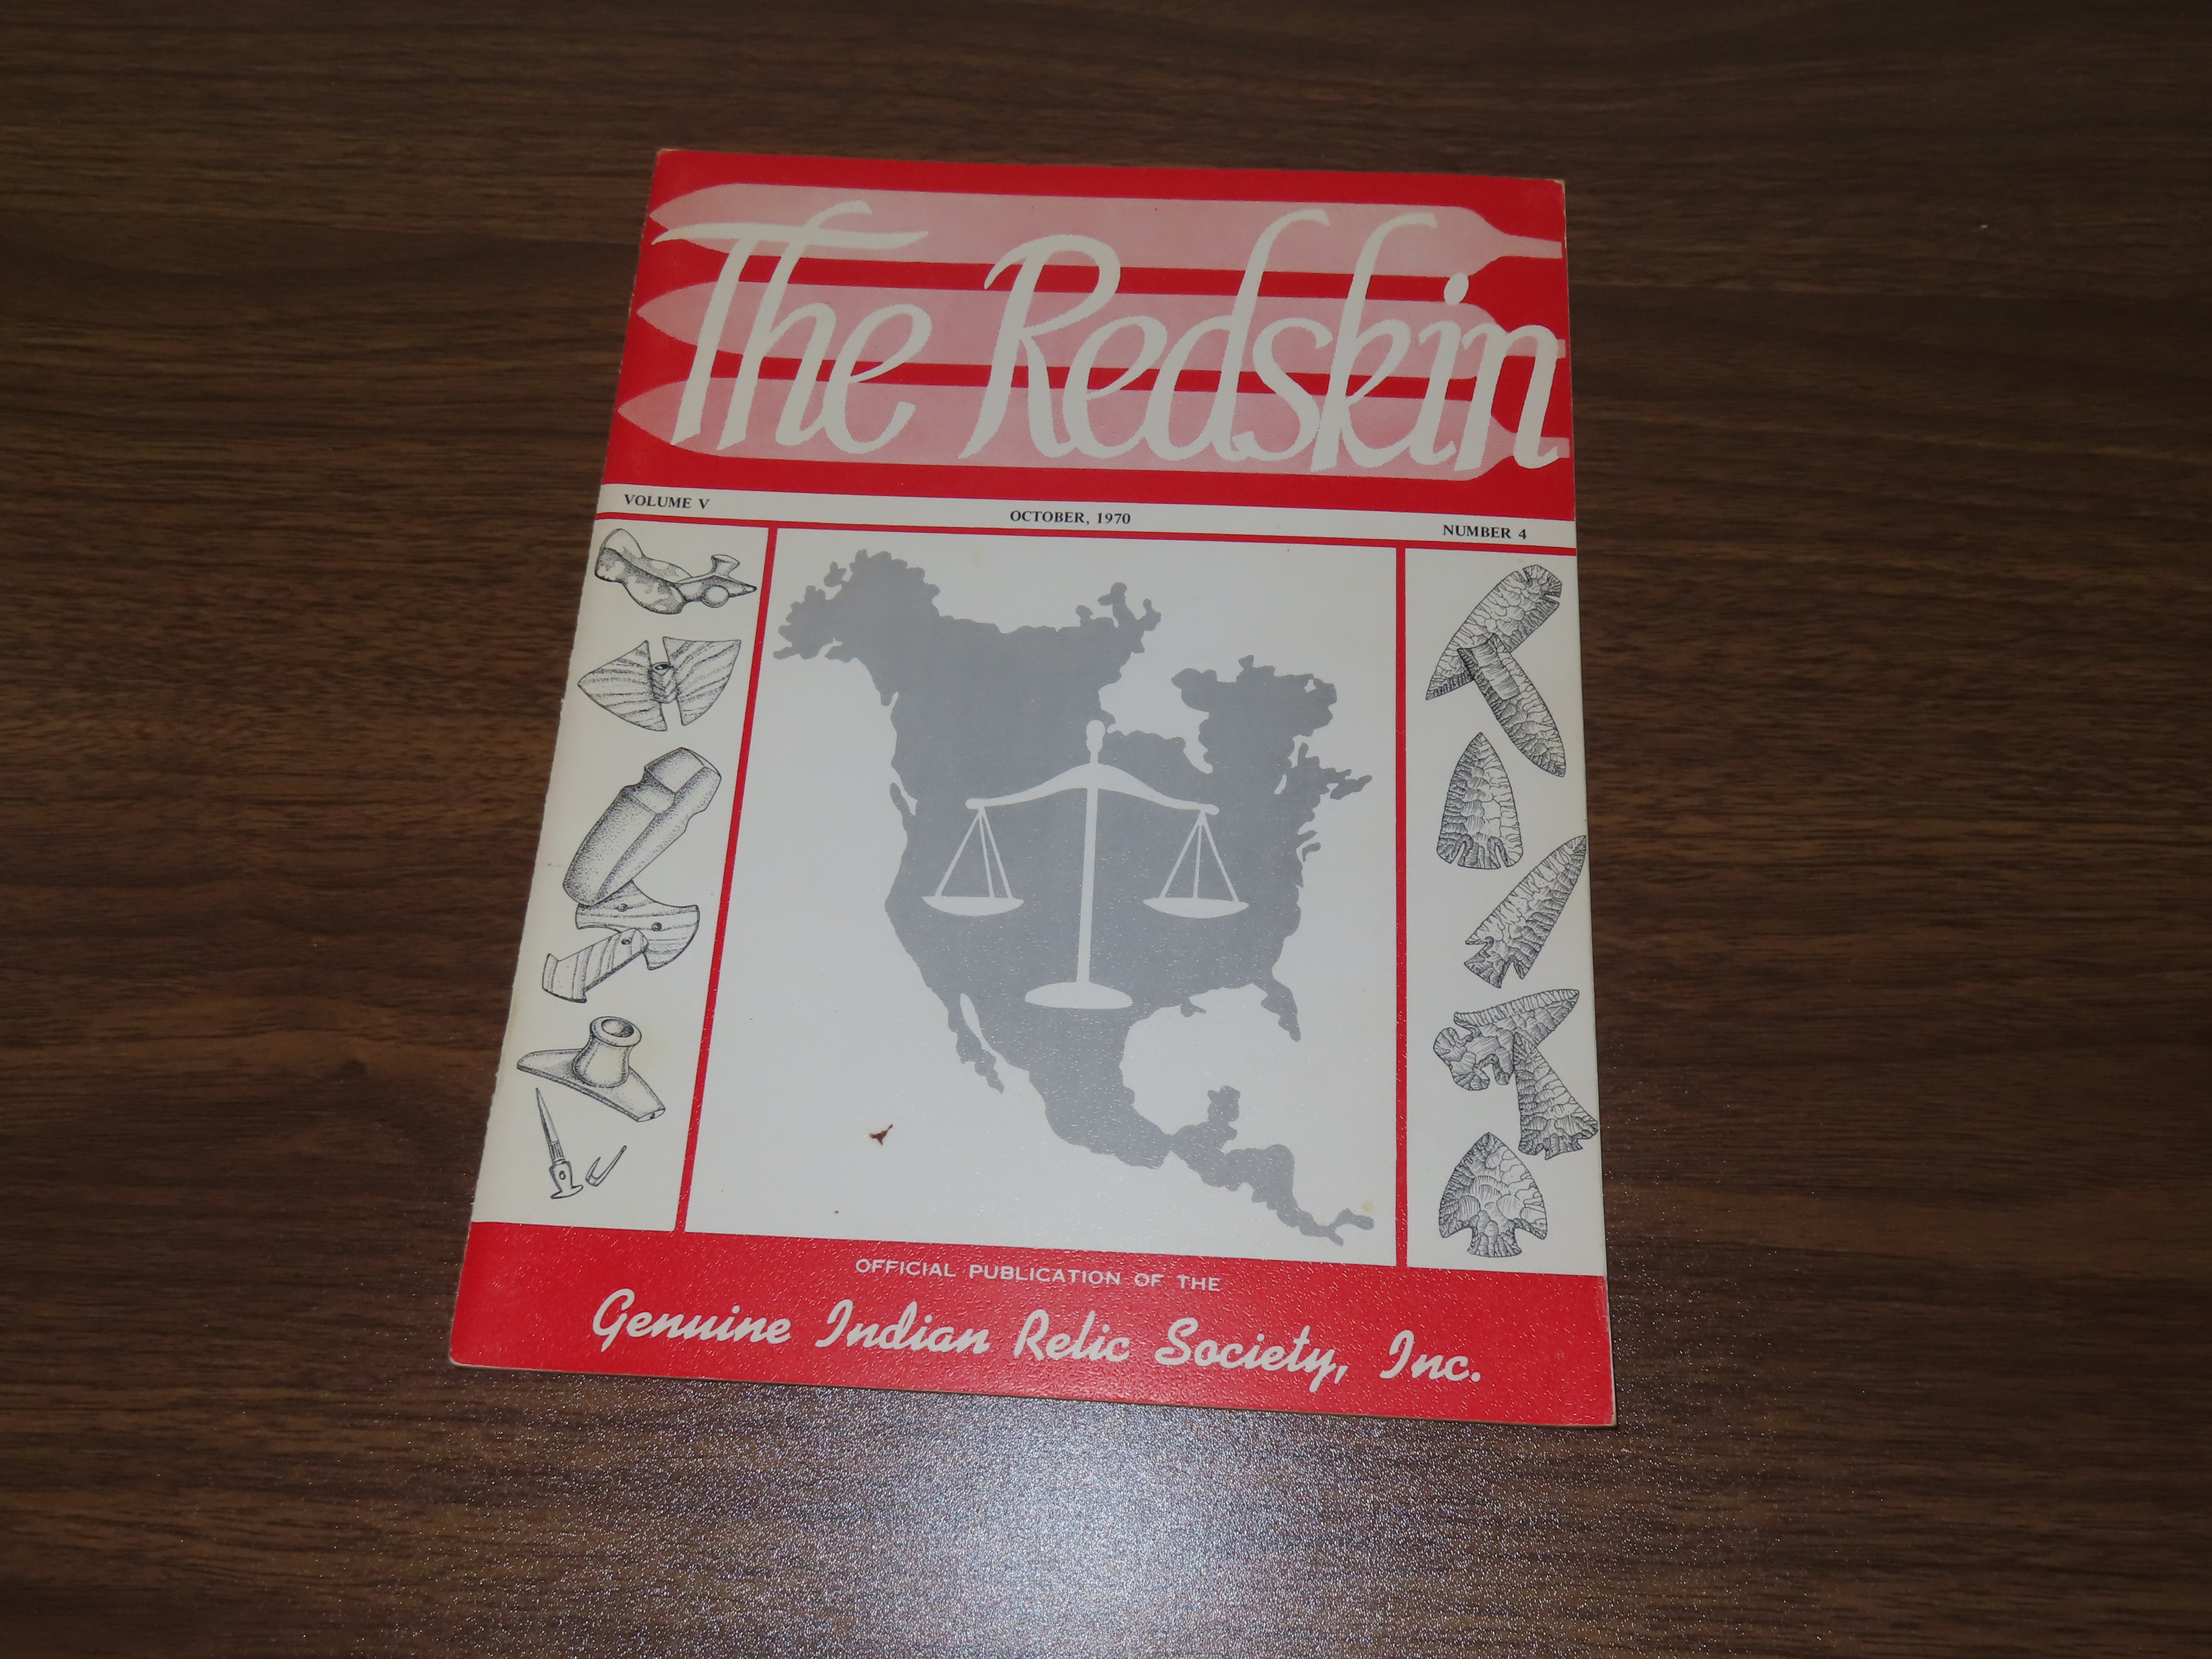 The Redskin
VOLUME V
OCTOBER, 1970
NUMBER 4
OFFICIAL PUBLICATION OF THE
Genuine Indian Relic Society, Inc.